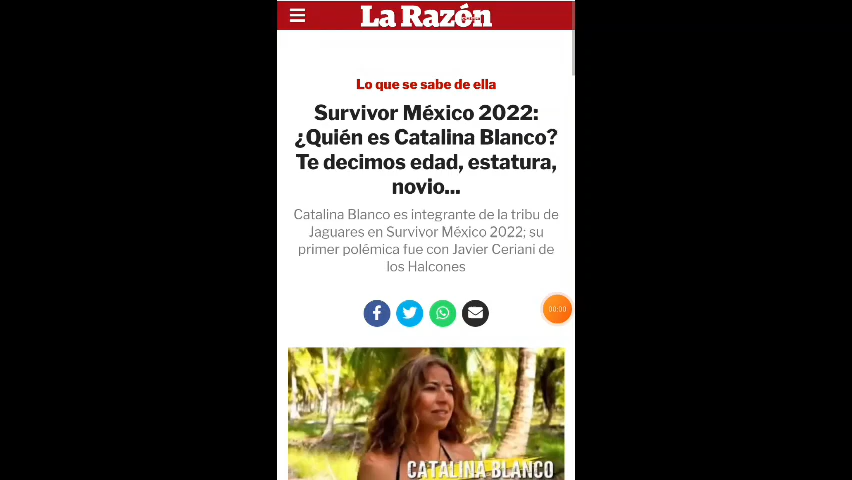 La Razón
Lo que se sabe de ella
Survivor México 2022:
¿Quién es Catalina Blanco?
Te decimos edad, estatura,
novio...
Catalina Blanco es integrante de la tribu de
Jaguares en Survivor México 2022; su
primer polémica fue con Javier Ceriani de
los Halcones
00:00
CATALINA BLANCO